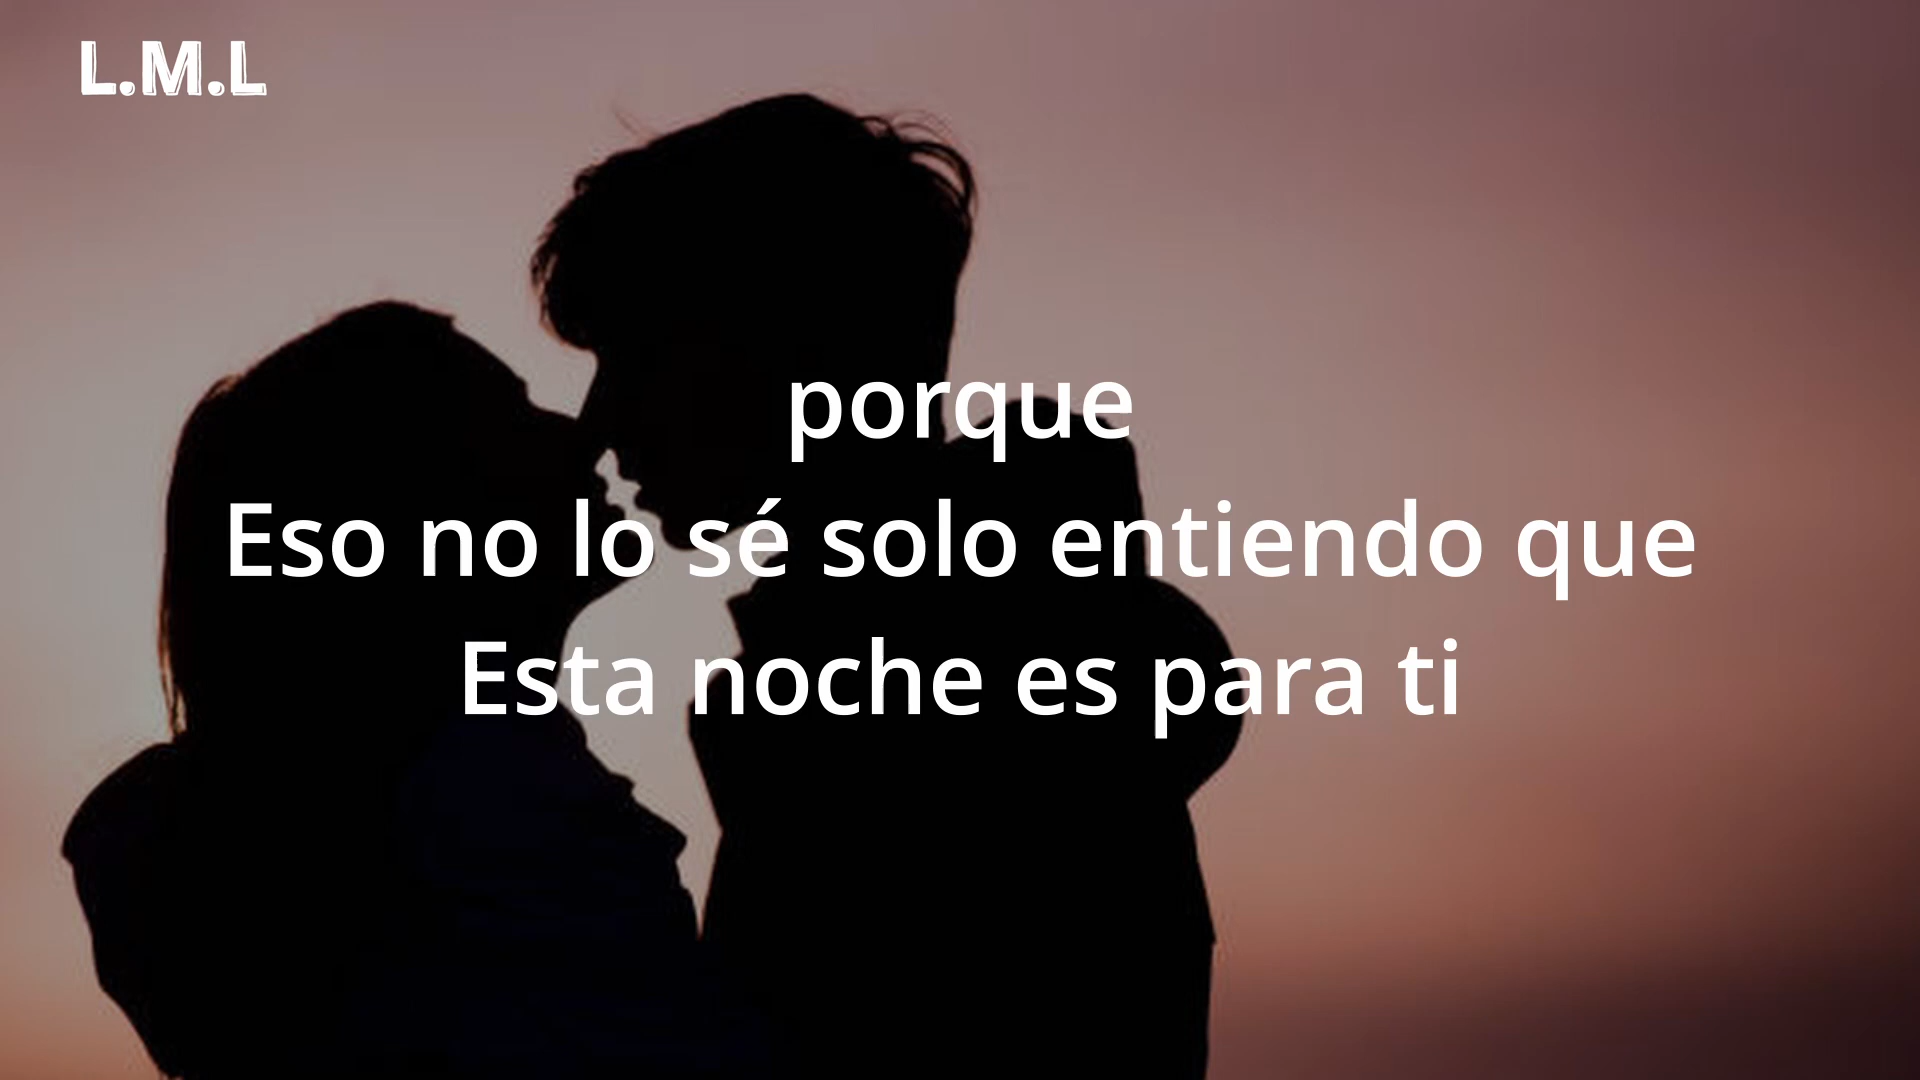 L.M.L
porque
Eso no lo sé solo entiendo que
Esta noche es para ti